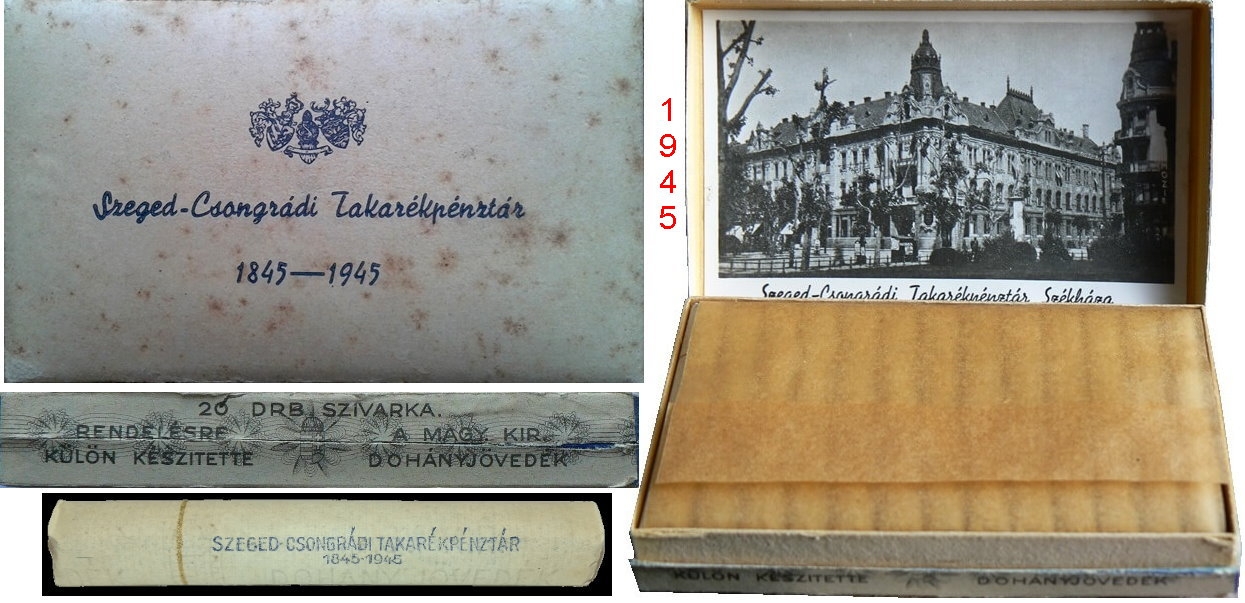 Szeged-Csongrádi Takarékpénztár
1845—1945
20 DRB SZIVARKA.
RENDELÉSRE A MAGY. KIR.
KÜLÖN KÉSZITETTE DOHÁNYJÖVEDÉK
SZEGED-CSONGRÁDI TAKARÉKPÉNZTÁR
1845-1945
1
9
4
5
Szeged-Csongrádi Takarékpénztár Székháza
KÜLÖN KÉSZITETTE DOHÁNYJÖVEDÉK